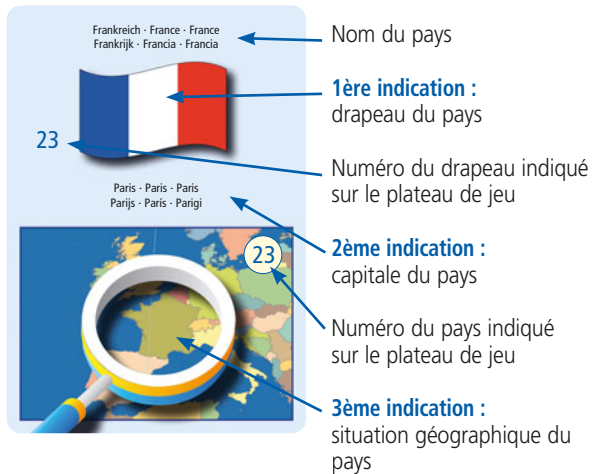 Frankreich · France · France
Frankrijk · Francia · Francia
23
Paris · Paris · Paris
Parijs · París · Parigi
23
Nom du pays
1ère indication :
drapeau du pays
Numéro du drapeau indiqué
sur le plateau de jeu
2ème indication :
capitale du pays
Numéro du pays indiqué
sur le plateau de jeu
3ème indication :
situation géographique du
pays